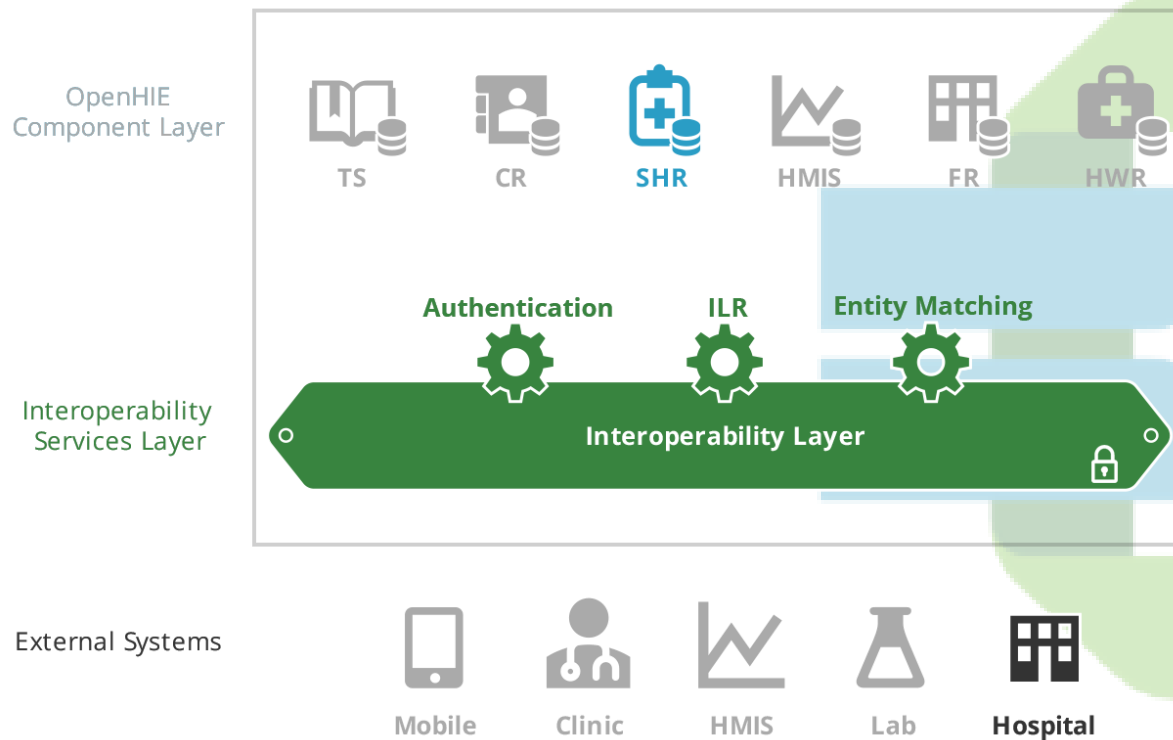 OpenHIE
Component Layer
TS
CR
SHR
HMIS
FR
HWR
Authentication
ILR
Entity Matching
Interoperability
Services Layer
Interoperability Layer
External Systems
Mobile
Clinic
HMIS
Lab
Hospital